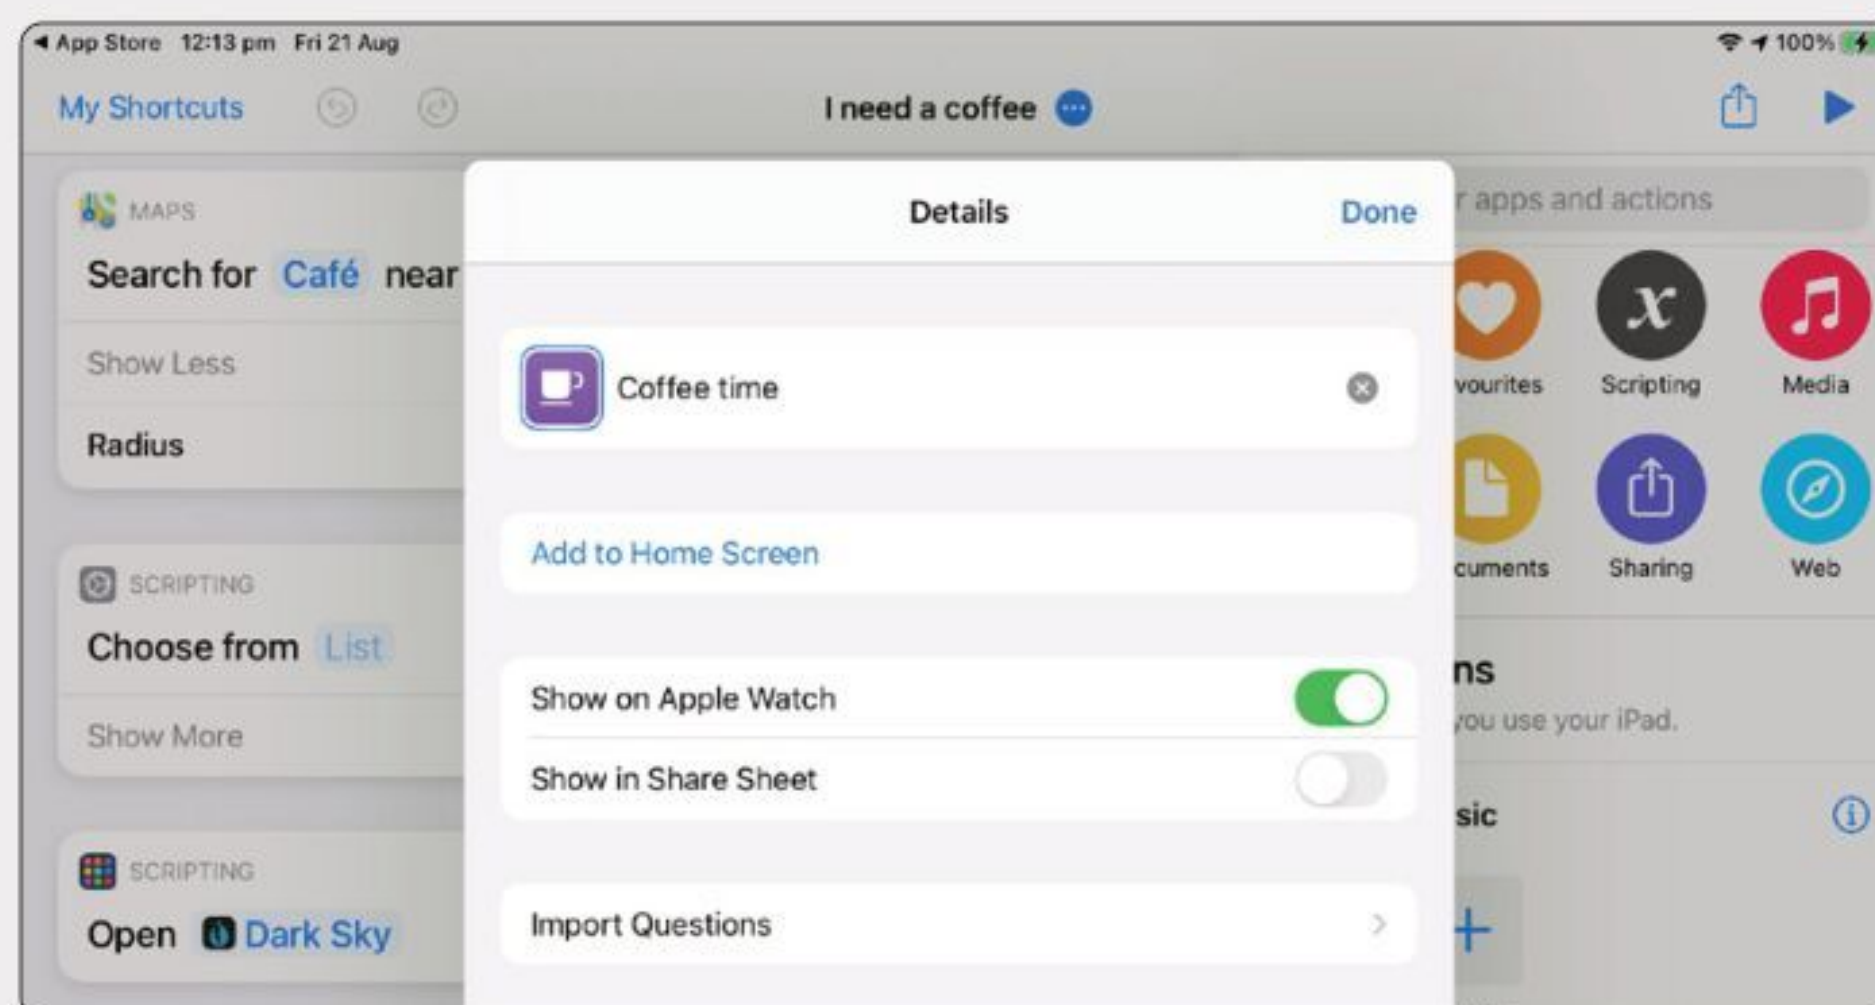 App Store 12:13 pm Fri 21 Aug 100%
My Shortcuts I need a coffee
MAPS
Search for Café near
Show Less
Radius
SCRIPTING
Choose from List
Show More
SCRIPTING
Open Dark Sky
Details Done
Coffee time
Add to Home Screen
Show on Apple Watch
Show in Share Sheet
Import Questions
r apps and actions
vourites Scripting Media
cuments Sharing Web
ns
you use your iPad.
sic